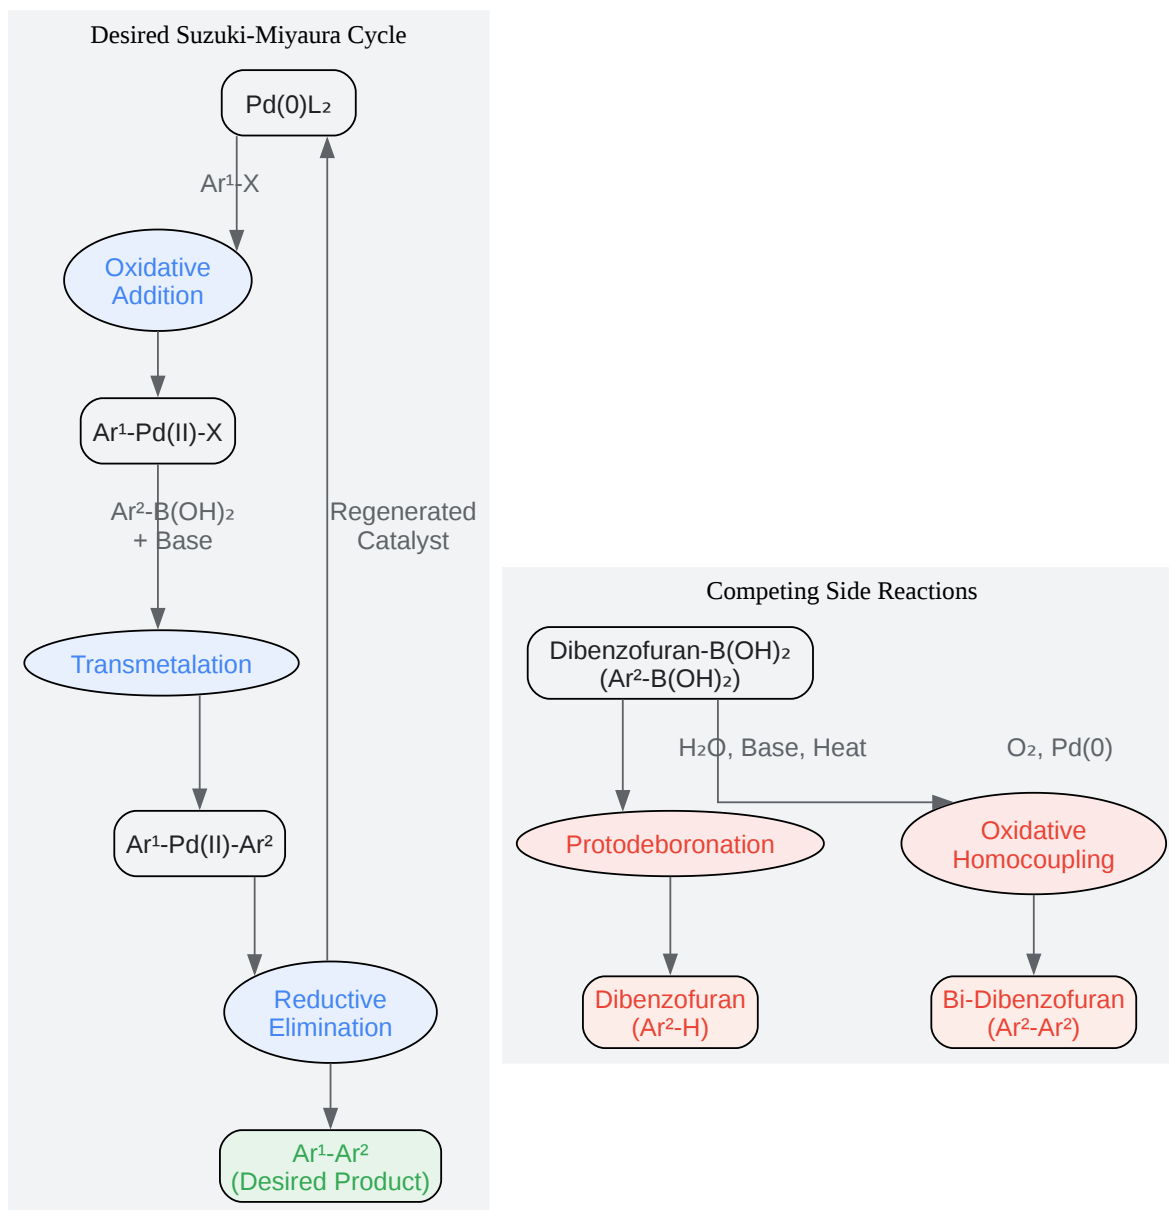 Desired Suzuki-Miyaura Cycle
Pd(0)L₂
Ar¹-X
Oxidative
Addition
Ar¹-Pd(II)-X
Ar²-B(OH)₂
+ Base
Regenerated
Catalyst
Transmetalation
Ar¹-Pd(II)-Ar²
Reductive
Elimination
Ar¹-Ar²
(Desired Product)
Competing Side Reactions
Dibenzofuran-B(OH)₂
(Ar²-B(OH)₂)
H₂O, Base, Heat
O₂, Pd(0)
Protodeboronation
Oxidative
Homocoupling
Dibenzofuran
(Ar²-H)
Bi-Dibenzofuran
(Ar²-Ar²)